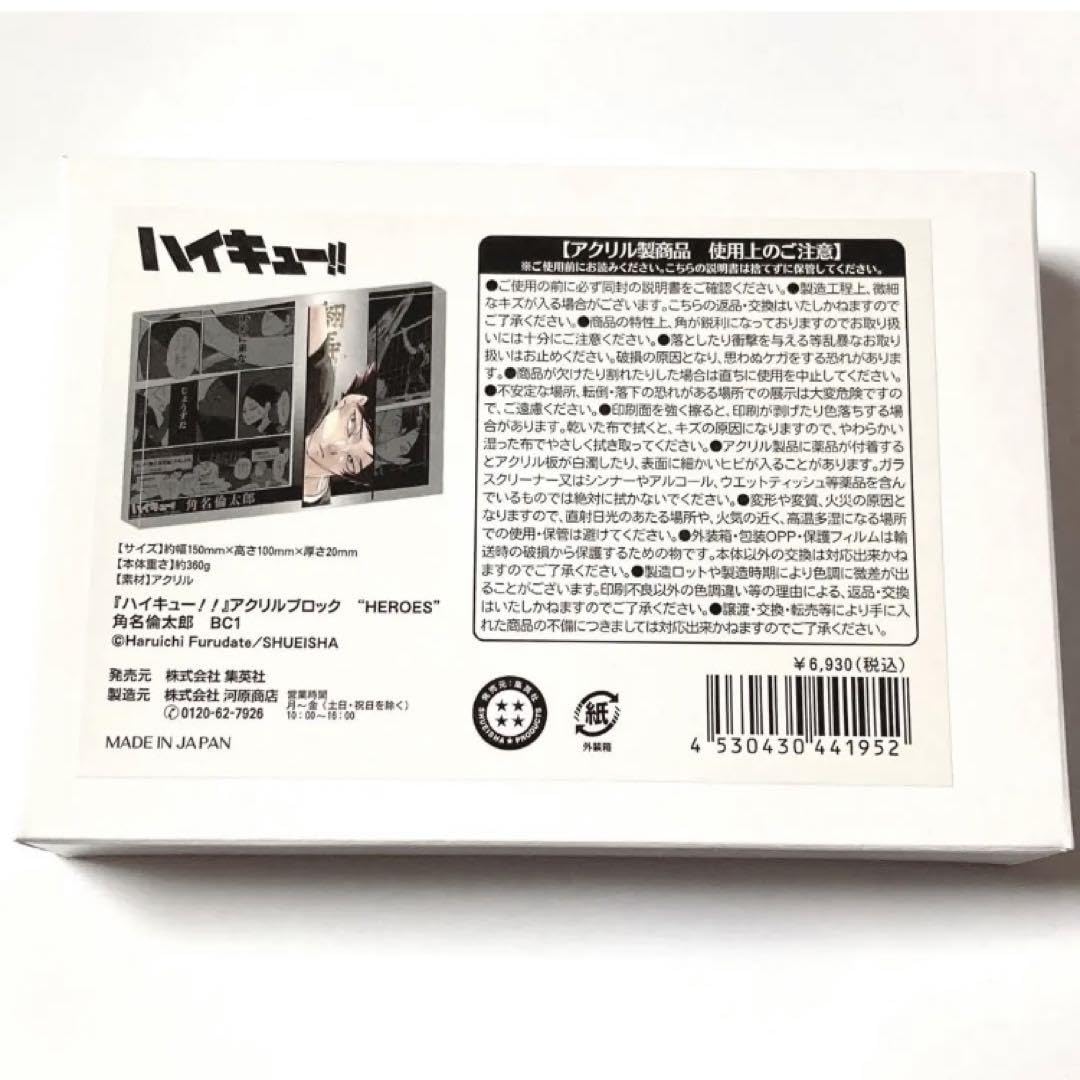 ハイキュー!!
翔陽
じょうずだ
ハイキュー!! 角名倫太郎
【サイズ】約幅150mm×高さ100mm×厚さ20mm
【本体重さ】約360g
【素材】アクリル
『ハイキュー！！』アクリルブロック “HEROES”
角名倫太郎 BC1
©Haruichi Furudate/SHUEISHA
発売元 株式会社 集英社
製造元 株式会社 河原商店
✆0120-62-7926
営業時間
月～金（土日・祝日を除く）
10:00～16:00
MADE IN JAPAN
【アクリル製商品 使用上のご注意】
※ご使用前にお読みください。こちらの説明書は捨てずに保管してください。
●ご使用の前に必ず同封の説明書をご確認ください。●製造工程上、微細
なキズが入る場合がございます。こちらの返品・交換はいたしかねますので
ご了承ください。●商品の特性上、角が鋭利になっておりますのでお取り扱
いには十分にご注意ください。●落としたり衝撃を与える等乱暴なお取り
扱いはお止めください。破損の原因となり、思わぬケガをする恐れがありま
す。●商品が欠けたり割れたりした場合は直ちに使用を中止してください。
●不安定な場所、転倒・落下の恐れがある場所での展示は大変危険ですの
で、ご遠慮ください。●印刷面を強く擦ると、印刷が剥げたり色落ちする場
合があります。乾いた布で拭くと、キズの原因になりますので、やわらかい
湿った布でやさしく拭き取ってください。●アクリル製品に薬品が付着す
るとアクリル板が白濁したり、表面に細かいヒビが入ることがあります。ガラ
スクリーナー又はシンナーやアルコール、ウエットティッシュ等薬品を含ん
でいるものでは絶対に拭かないでください。●変形や変質、火災の原因と
なりますので、直射日光のあたる場所や、火気の近く、高温多湿になる場所
での使用・保管は避けてください。●外装箱・包装OPP・保護フィルムは輸
送時の破損から保護するための物です。本体以外の交換は対応出来かね
ますのでご了承ください。●製造ロットや製造時期により色調に微差が出
ることがございます。印刷不良以外の色調違い等の理由による、返品・交換
はいたしかねますのでご了承ください。●譲渡・交換・転売等により手に入
れた商品の不備につきましては対応出来かねますのでご了承ください。
発売元：集英社
SHUEISHA★PRODUCTS
紙
外装箱
￥6,930（税込）
4 530430 441952